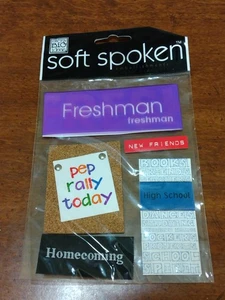 soft spoken
Freshman
freshman
NEW FRIENDS
pep
rally
today
High School
Homecoming